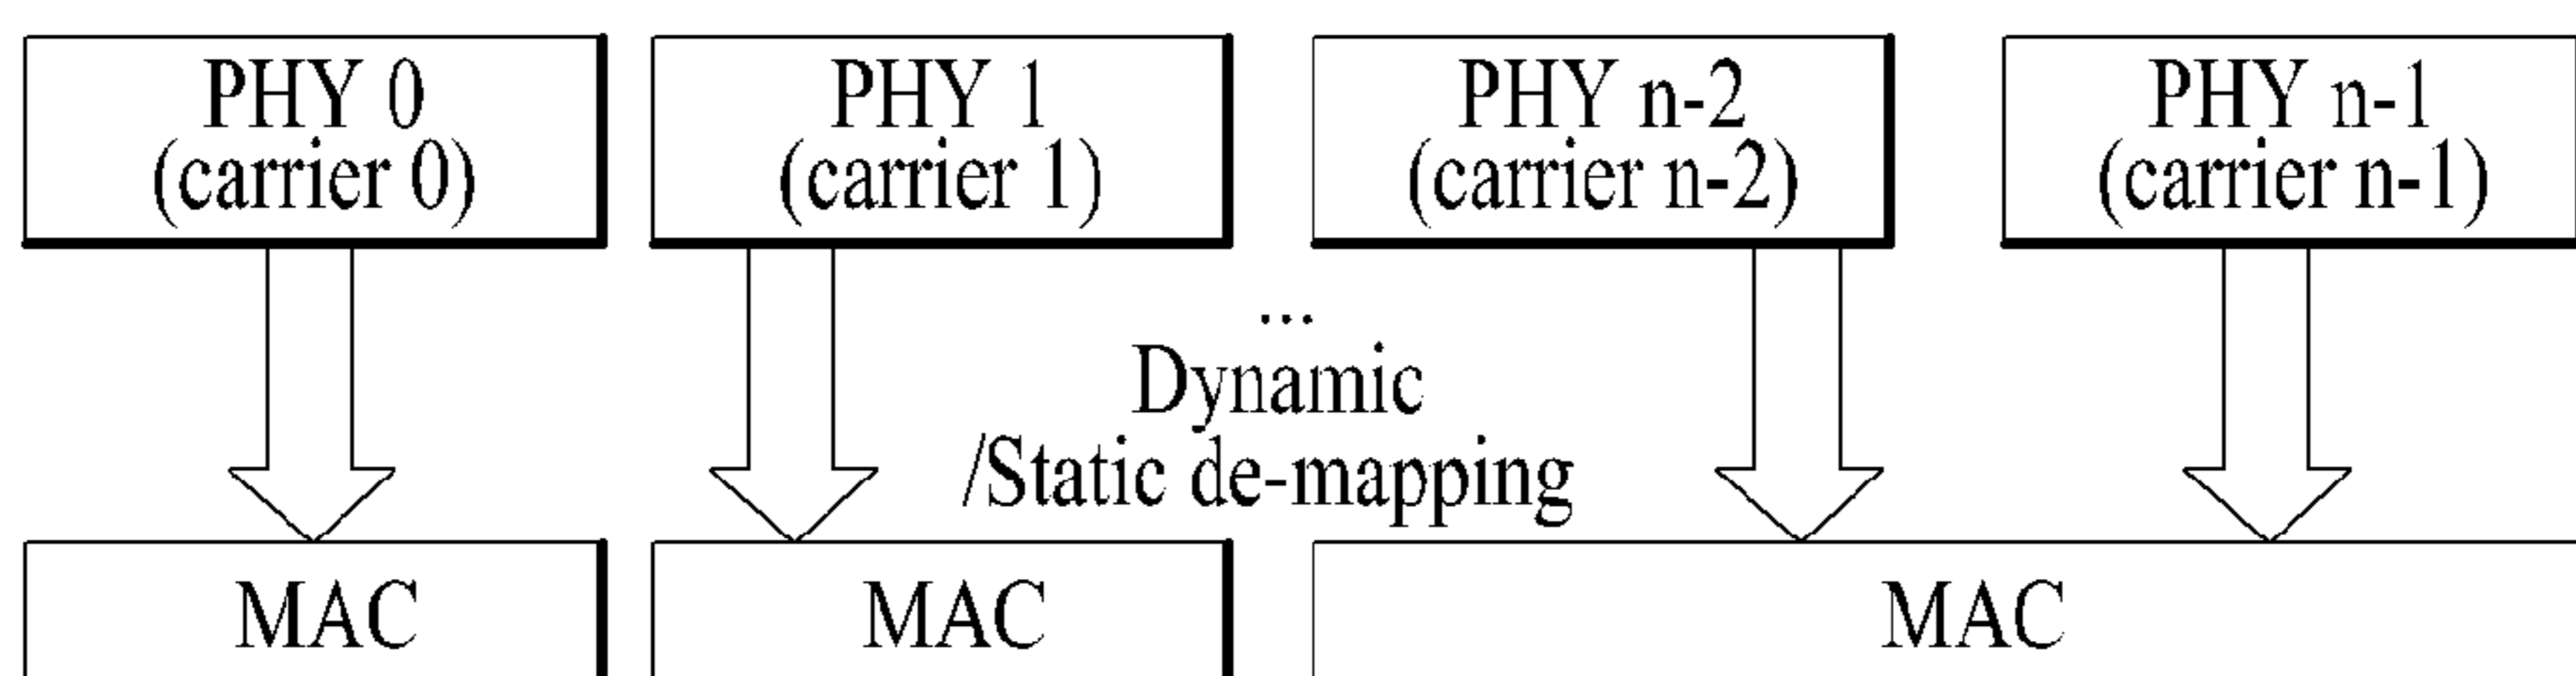 PHY 0
(carrier 0)
PHY 1
(carrier 1)
PHY n-2
(carrier n-2)
PHY n-1
(carrier n-1)
...
Dynamic
/Static de-mapping
MAC
MAC
MAC